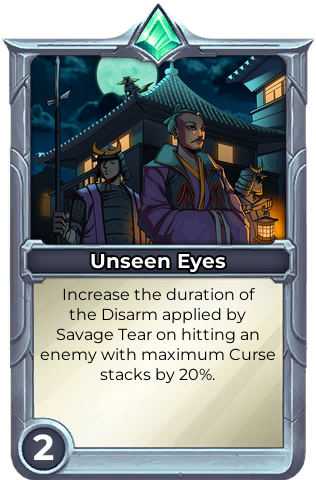 Unseen Eyes
Increase the duration of
the Disarm applied by
Savage Tear on hitting an
enemy with maximum Curse
stacks by 20%.
2